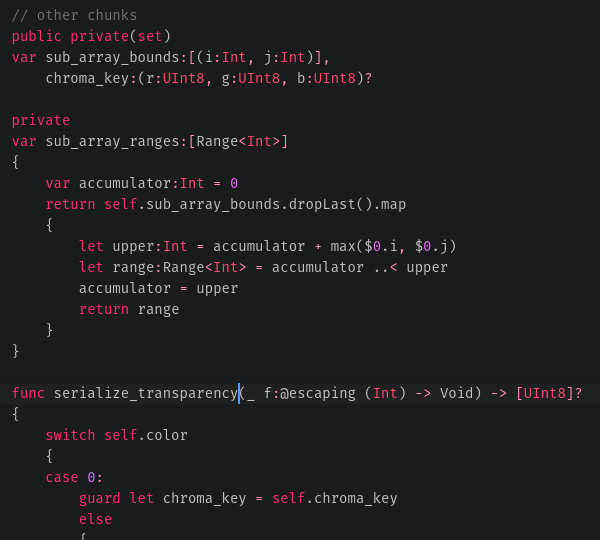 // other chunks
public private(set)
var sub_array_bounds:[(i:Int, j:Int)],
    chroma_key:(r:UInt8, g:UInt8, b:UInt8)?

private
var sub_array_ranges:[Range<Int>]
{
    var accumulator:Int = 0
    return self.sub_array_bounds.dropLast().map
    {
        let upper:Int = accumulator + max($0.i, $0.j)
        let range:Range<Int> = accumulator ..< upper
        accumulator = upper
        return range
    }
}

func serialize_transparency(_ f:@escaping (Int) -> Void) -> [UInt8]?
{
    switch self.color
    {
    case 0:
        guard let chroma_key = self.chroma_key
        else
        {